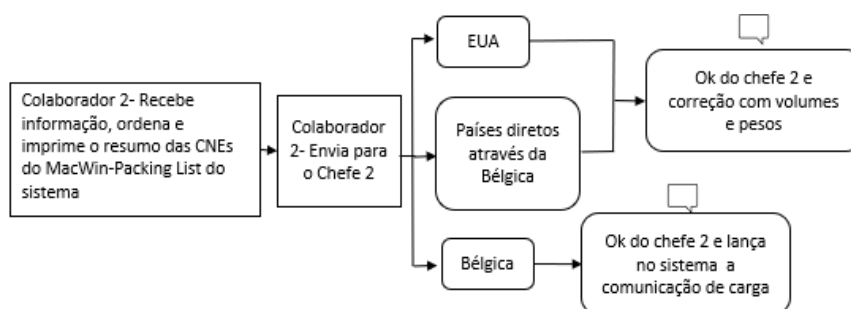 Colaborador 2- Recebe
informação, ordena e
imprime o resumo das CNEs
do MacWin-Packing List do
sistema
Colaborador
2- Envia para
o Chefe 2
EUA
Países diretos
através da
Bélgica
Bélgica
Ok do chefe 2 e
correção com volumes
e pesos
Ok do chefe 2 e lança
no sistema a
comunicação de carga